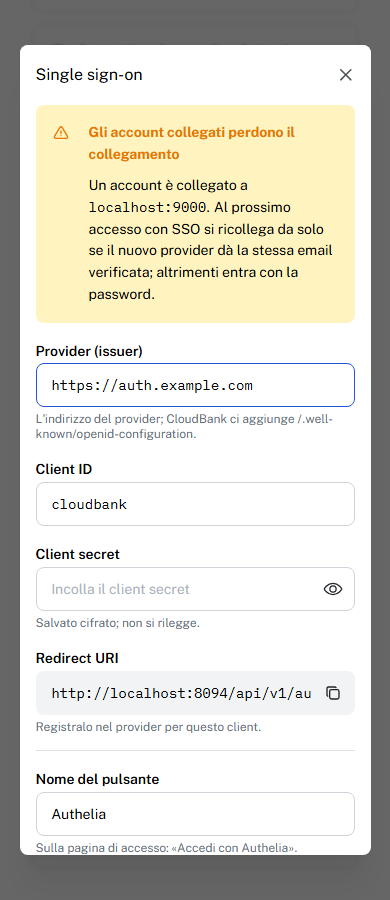 Single sign-on
Gli account collegati perdono il
collegamento
Un account è collegato a
localhost:9000. Al prossimo
accesso con SSO si ricollega da solo
se il nuovo provider dà la stessa email
verificata; altrimenti entra con la
password.
Provider (issuer)
https://auth.example.com
L'indirizzo del provider; CloudBank ci aggiunge /.well-
known/openid-configuration.
Client ID
cloudbank
Client secret
Incolla il client secret
Salvato cifrato; non si rilegge.
Redirect URI
http://localhost:8094/api/v1/au
Registralo nel provider per questo client.
Nome del pulsante
Authelia
Sulla pagina di accesso: «Accedi con Authelia».